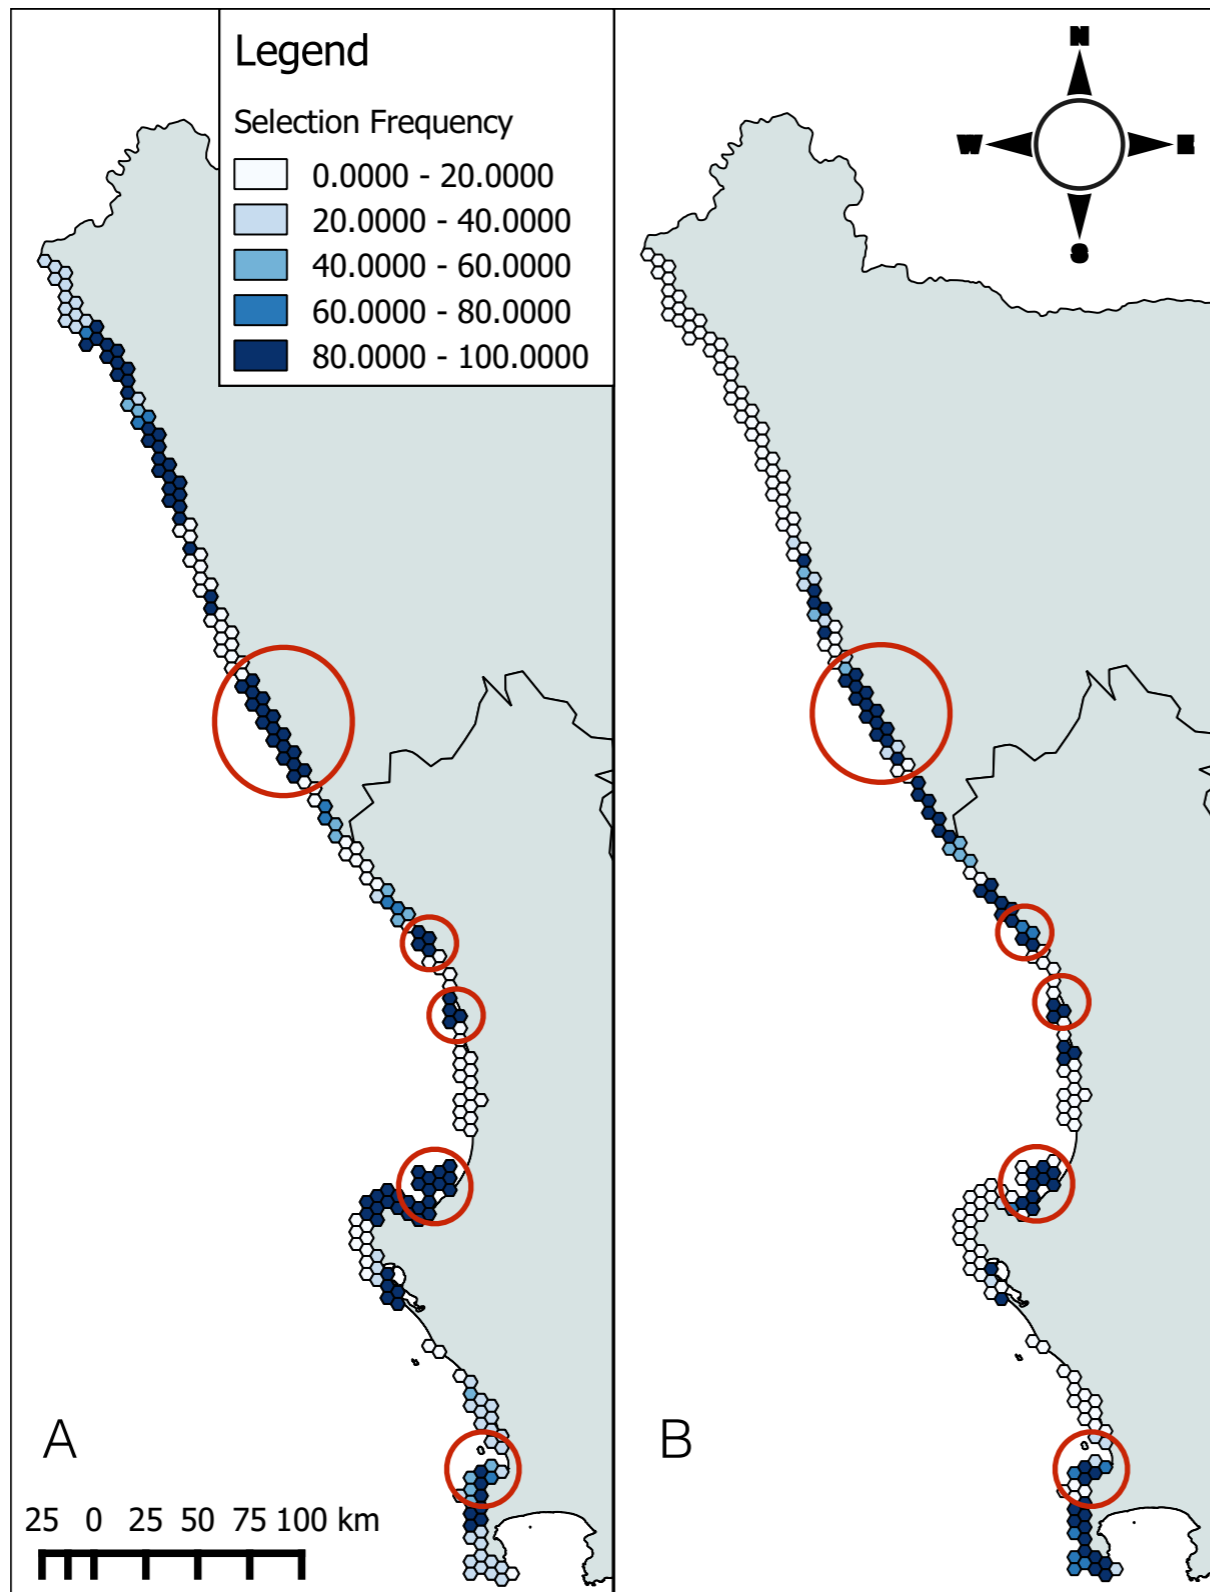 Legend
Selection Frequency
0.0000 - 20.0000
20.0000 - 40.0000
40.0000 - 60.0000
60.0000 - 80.0000
80.0000 - 100.0000
N
W E
S
A
B
25 0 25 50 75 100 km